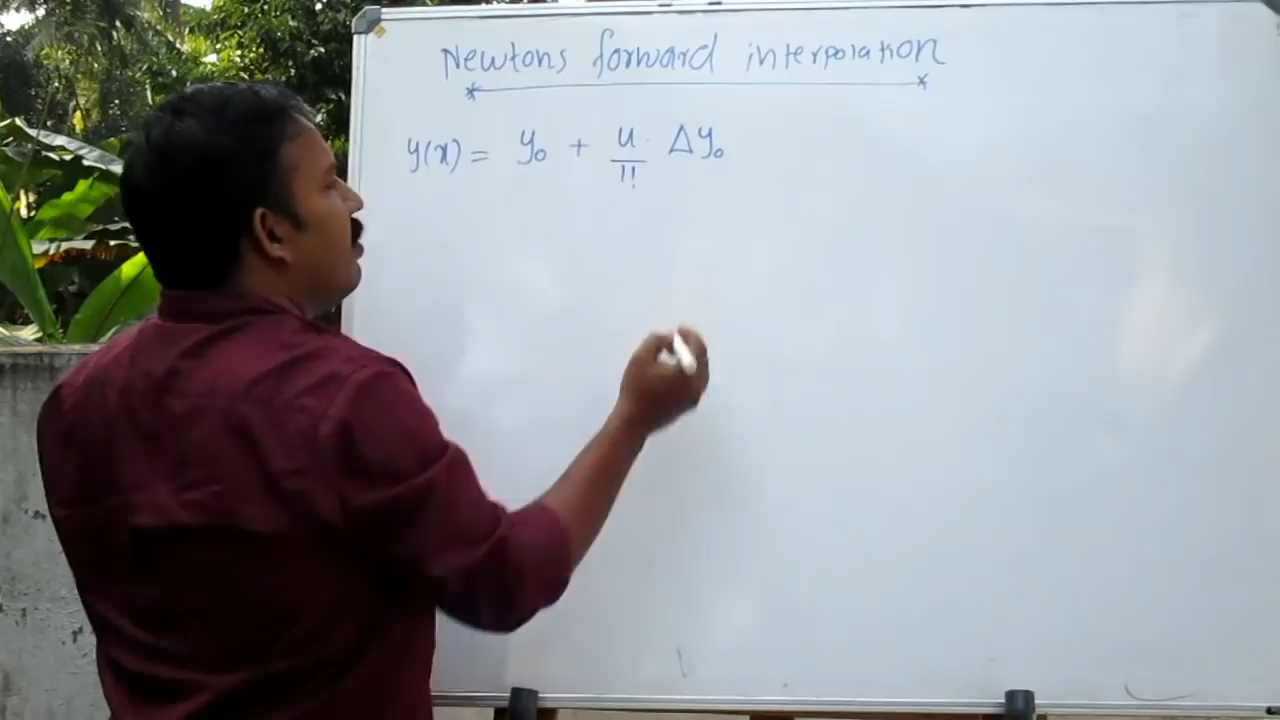 Newtons forward interpolation
y(x) = y₀ + u/1! · Δy₀